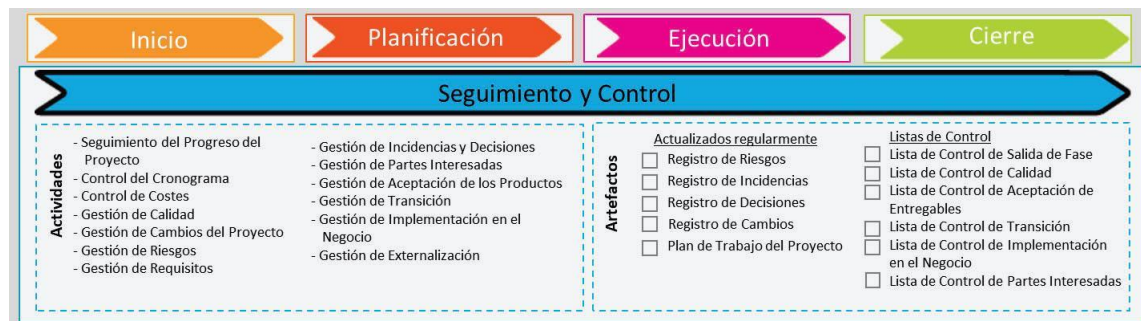 Inicio
Planificación
Ejecución
Cierre
Seguimiento y Control
Actividades
- Seguimiento del Progreso del
Proyecto
- Control del Cronograma
- Control de Costes
- Gestión de Calidad
- Gestión de Cambios del Proyecto
- Gestión de Riesgos
- Gestión de Requisitos
- Gestión de Incidencias y Decisiones
- Gestión de Partes Interesadas
- Gestión de Aceptación de los Productos
- Gestión de Transición
- Gestión de Implementación en el
Negocio
- Gestión de Externalización
Artefactos
Actualizados regularmente
Registro de Riesgos
Registro de Incidencias
Registro de Decisiones
Registro de Cambios
Plan de Trabajo del Proyecto
Listas de Control
Lista de Control de Salida de Fase
Lista de Control de Calidad
Lista de Control de Aceptación de
Entregables
Lista de Control de Transición
Lista de Control de Implementación
en el Negocio
Lista de Control de Partes Interesadas